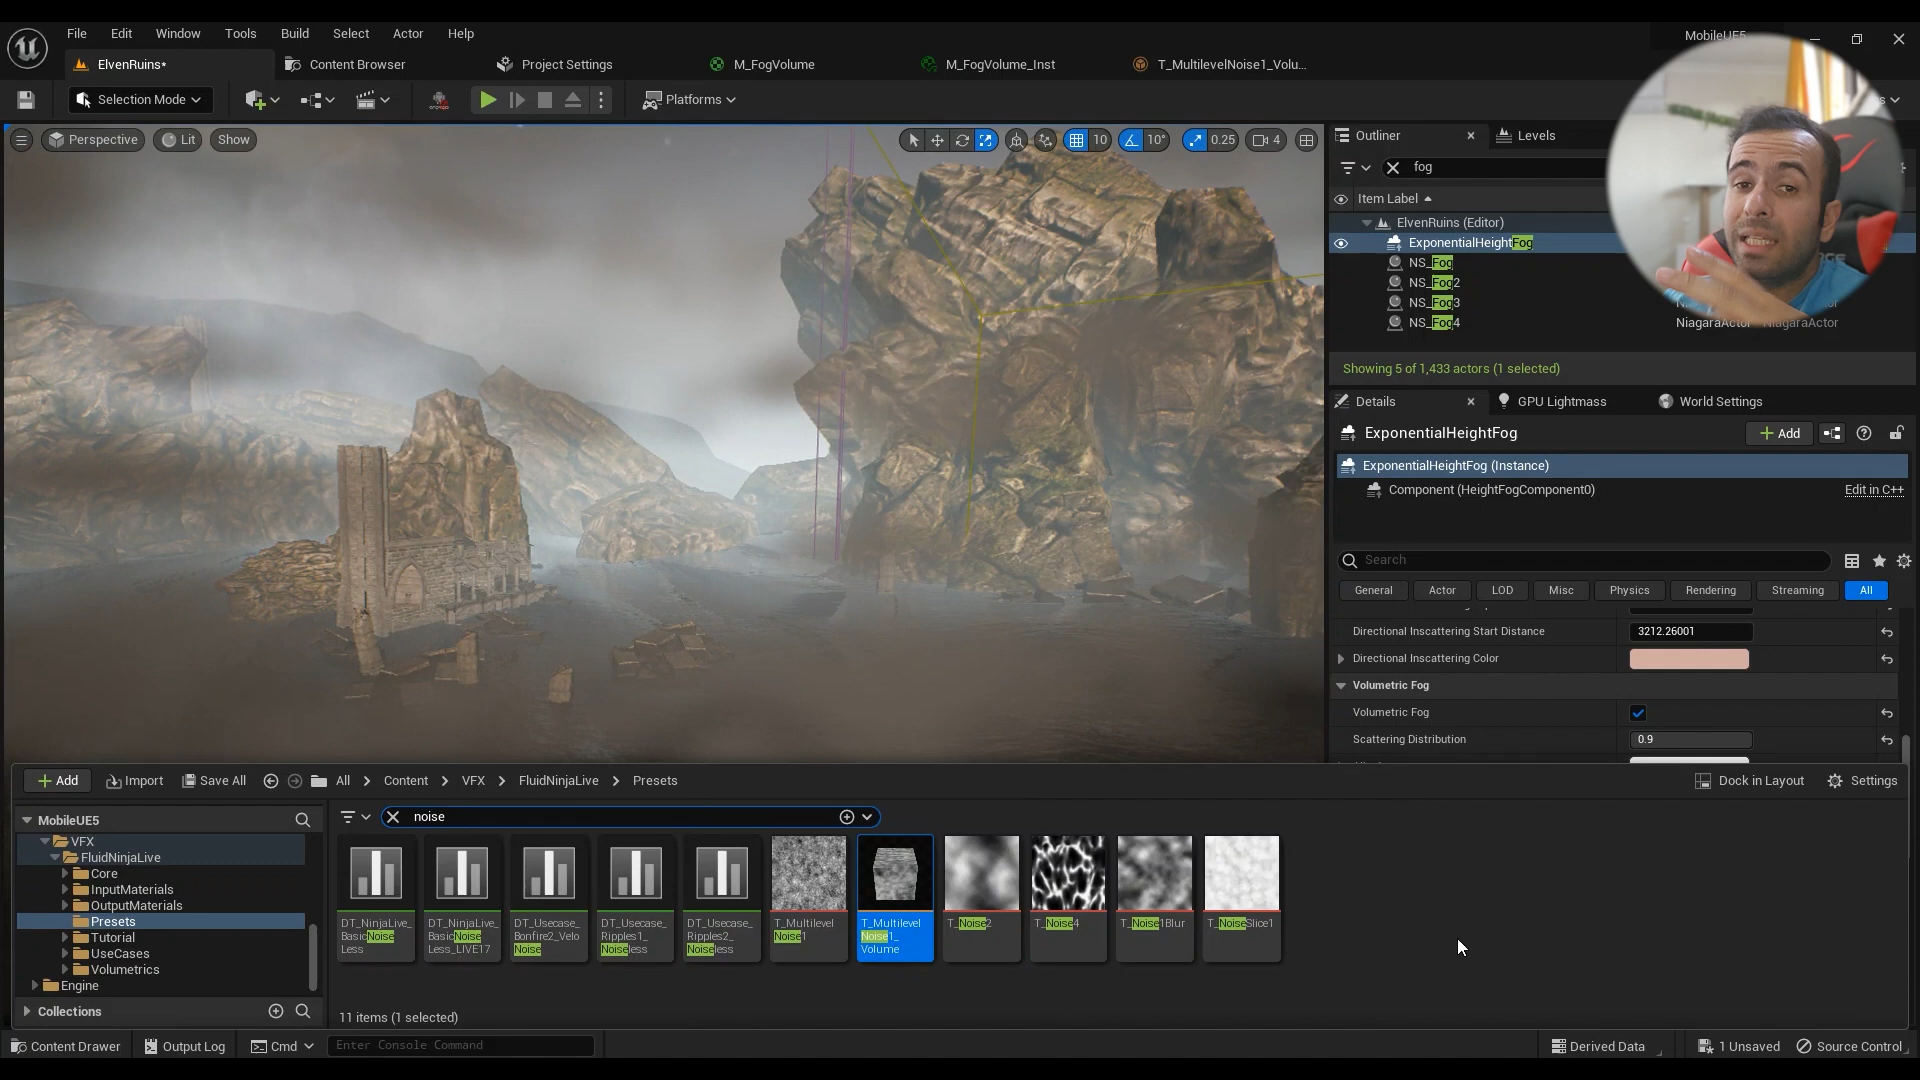 File Edit Window Tools Build Select Actor Help
MobileUE5
ElvenRuins•
Content Browser
Project Settings
M_FogVolume
M_FogVolume_Inst
T_MultilevelNoise1_Volu...
Selection Mode
Platforms
Perspective
Lit
Show
10
10°
0.25
4
Outliner
Levels
fog
Item Label
ElvenRuins (Editor)
ExponentialHeightFog
NS_Fog
NS_Fog2
NS_Fog3
NS_Fog4
NiagaraActor NiagaraActor
Showing 5 of 1,433 actors (1 selected)
Details
GPU Lightmass
World Settings
ExponentialHeightFog
Add
ExponentialHeightFog (Instance)
Component (HeightFogComponent0)
Edit in C++
Search
General Actor LOD Misc Physics Rendering Streaming All
Directional Inscattering Start Distance
3212.26001
Directional Inscattering Color
Volumetric Fog
Volumetric Fog
Scattering Distribution
0.9
Add
Import
Save All
All
Content
VFX
FluidNinjaLive
Presets
Dock in Layout
Settings
MobileUE5
VFX
FluidNinjaLive
Core
InputMaterials
OutputMaterials
Presets
Tutorial
UseCases
Volumetrics
Engine
Collections
noise
DT_NinjaLive_
BasicNoise
Less
DT_NinjaLive_
BasicNoise
Less_LIVE17
DT_Usecase_
Bonfire2_Velo
Noise
DT_Usecase_
Ripples1_
Noiseless
DT_Usecase_
Ripples2_
Noiseless
T_Multilevel
Noise1
T_Multilevel
Noise1_
Volume
T_Noise2
T_Noise4
T_Noise1Blur
T_NoiseSlice1
11 items (1 selected)
Content Drawer
Output Log
Cmd
Enter Console Command
Derived Data
1 Unsaved
Source Control